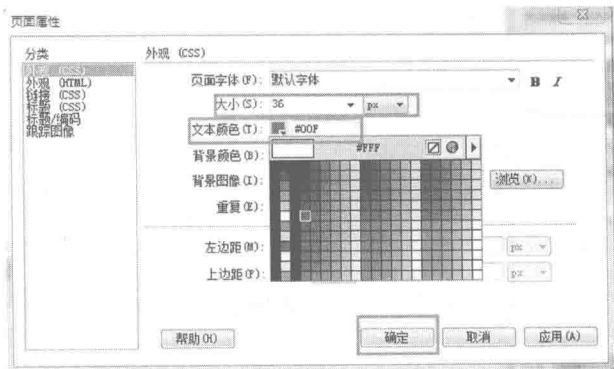 页面属性
分类
外观 (CSS)
外观 (HTML)
链接 (CSS)
标题 (CSS)
标题/编码
跟踪图像
外观 (CSS)
页面字体(F): 默认字体 B I
大小(S): 36 px
文本颜色(T): #00F
#FFF
背景颜色(B):
背景图像(I): 浏览(W)...
重复(E):
左边距(M): px
上边距(P): px
帮助(H) 确定 取消 应用(A)